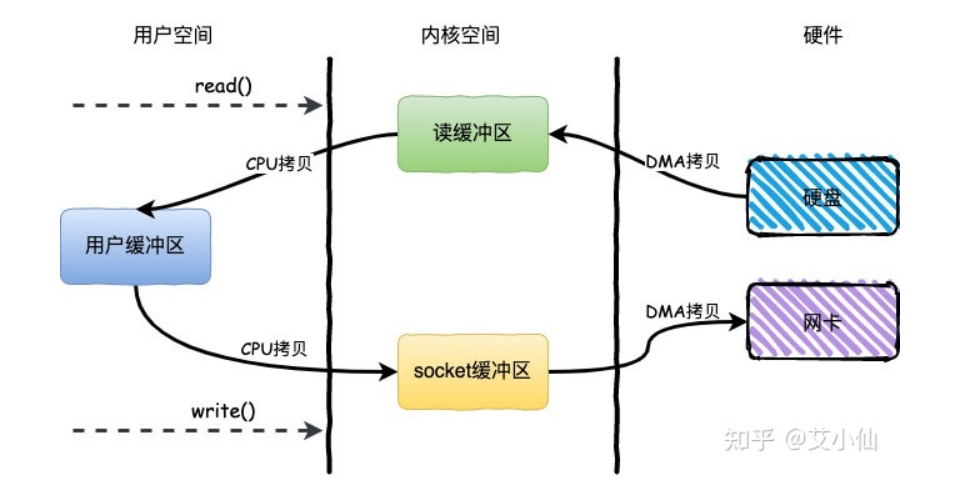 用户空间
内核空间
硬件
read()
读缓冲区
CPU拷贝
DMA拷贝
硬盘
用户缓冲区
DMA拷贝
网卡
CPU拷贝
socket缓冲区
write()
知乎 @艾小仙